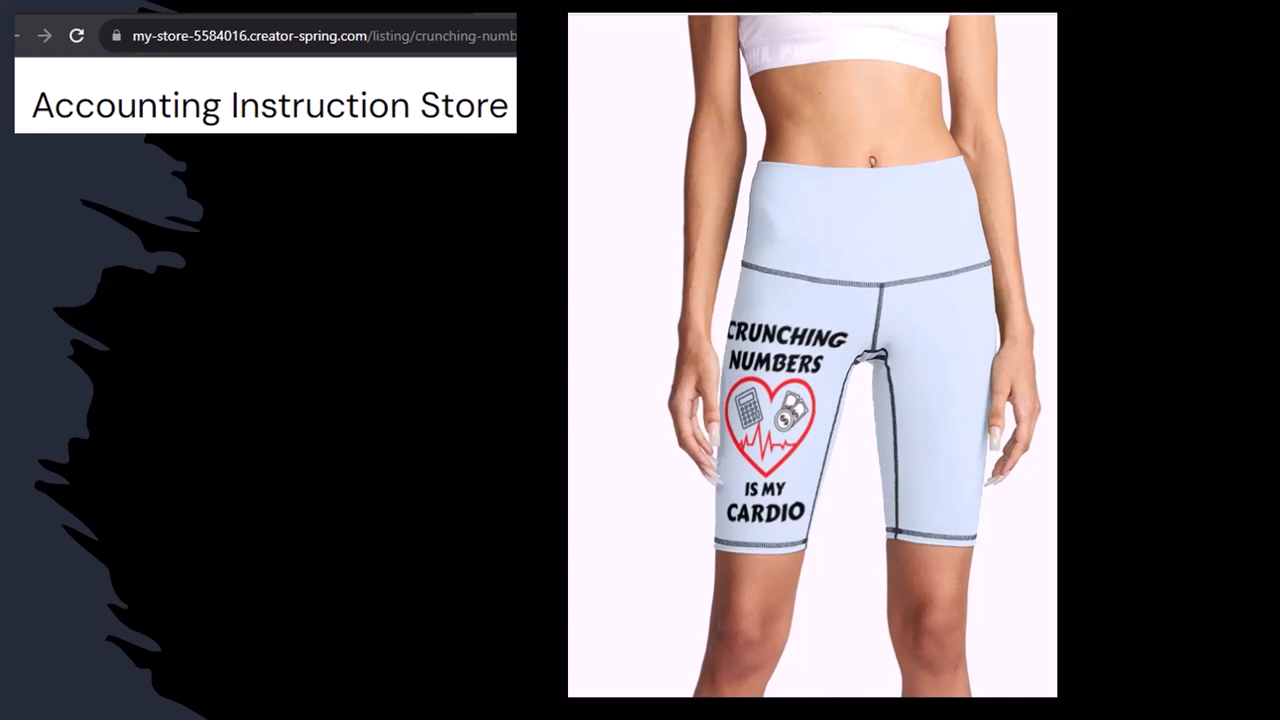 my-store-5584016.creator-spring.com/listing/crunching-numb
Accounting Instruction Store
CRUNCHING
NUMBERS
IS MY
CARDIO